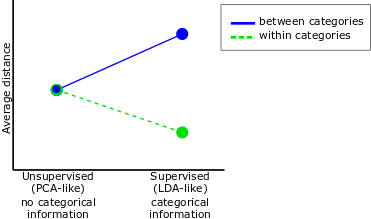 between categories
within categories
Average distance
Unsupervised
(PCA-like)
no categorical
information
Supervised
(LDA-like)
categorical
information